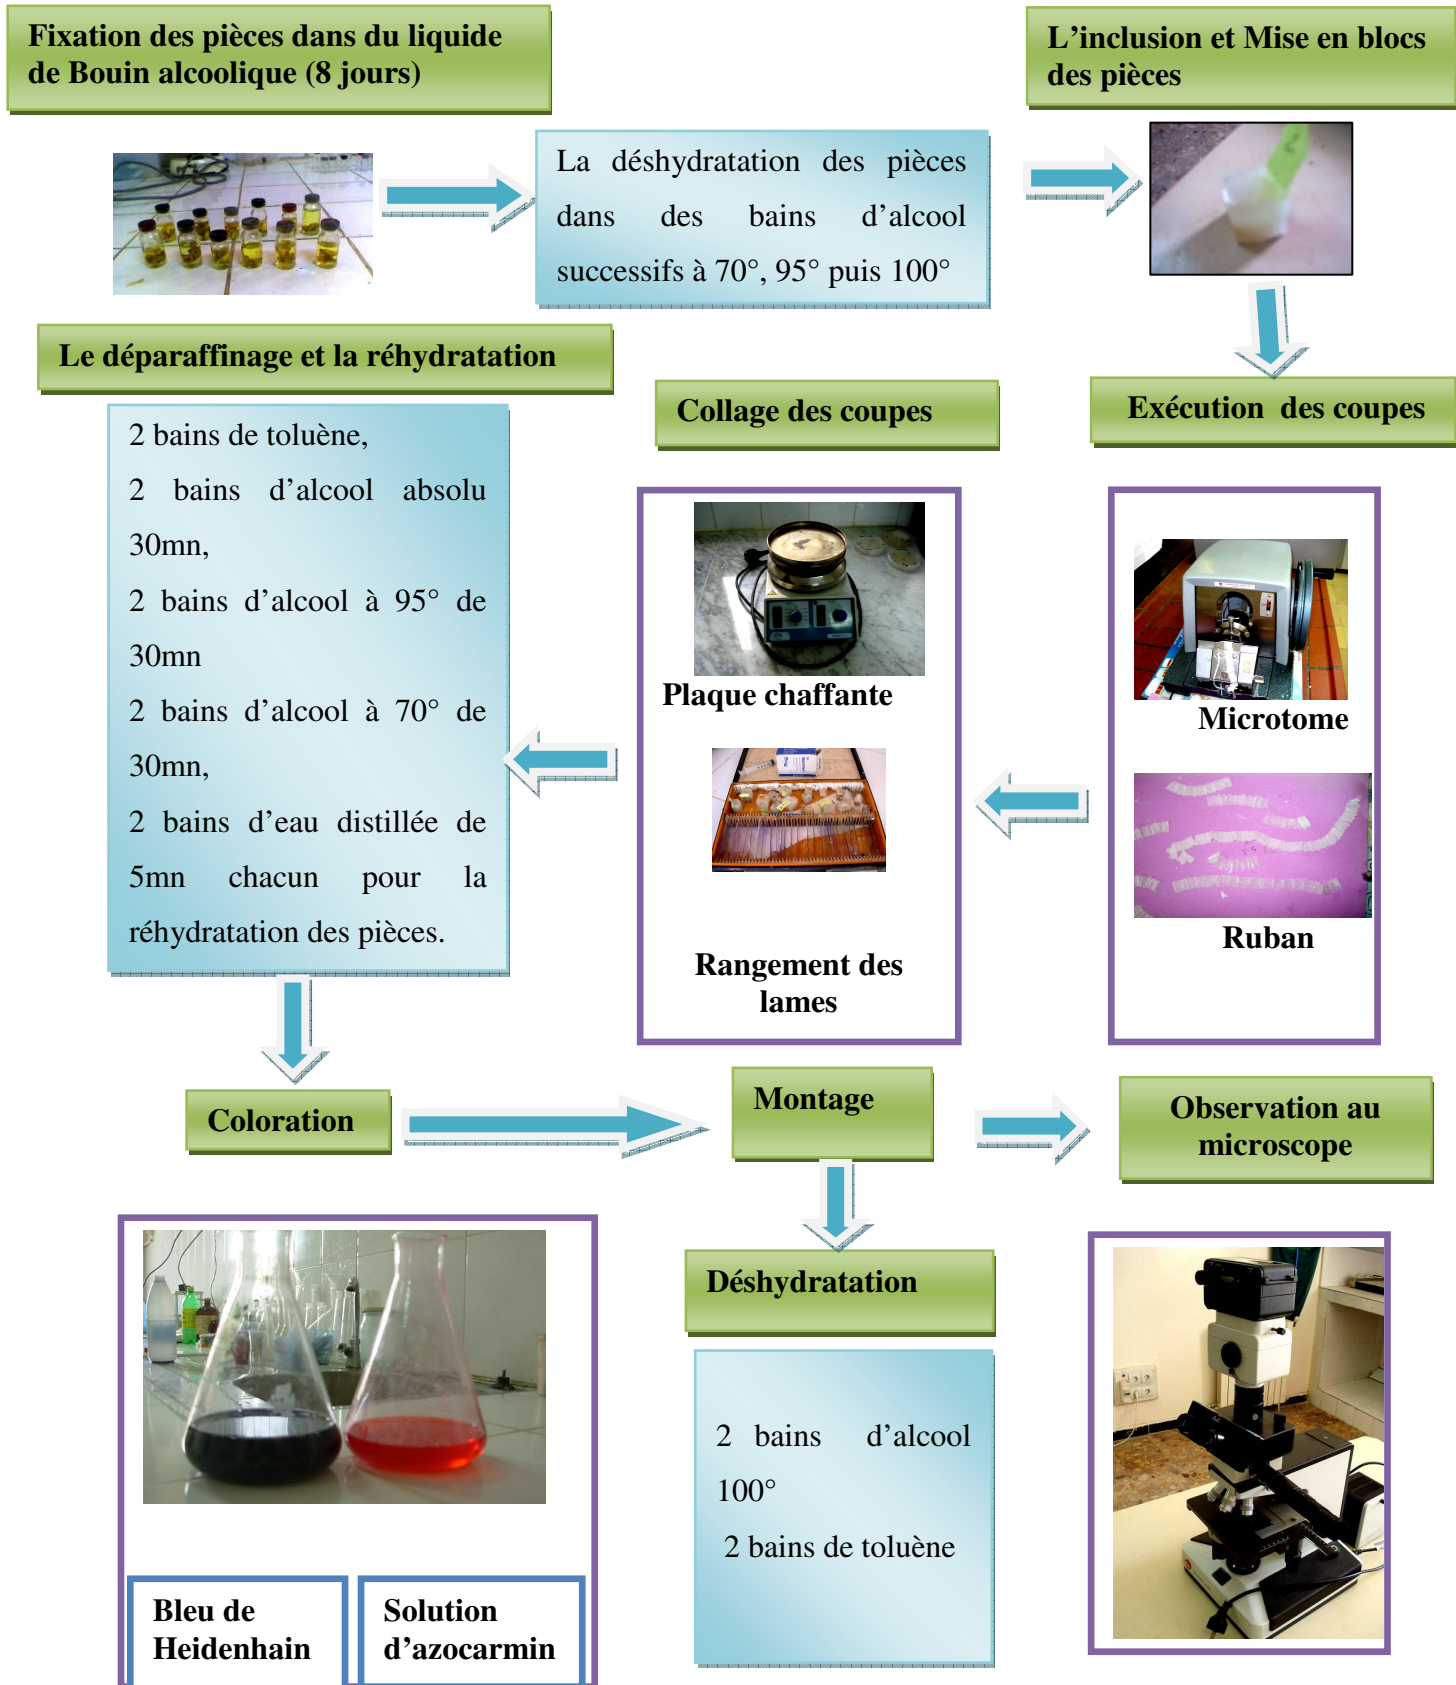 Fixation des pièces dans du liquide
de Bouin alcoolique (8 jours)
La déshydratation des pièces
dans des bains d’alcool
successifs à 70°, 95° puis 100°
L’inclusion et Mise en blocs
des pièces
Exécution des coupes
Microtome
Ruban
Collage des coupes
Plaque chaffante
Rangement des
lames
Le déparaffinage et la réhydratation
2 bains de toluène,
2 bains d’alcool absolu
30mn,
2 bains d’alcool à 95° de
30mn
2 bains d’alcool à 70° de
30mn,
2 bains d’eau distillée de
5mn chacun pour la
réhydratation des pièces.
Coloration
Bleu de
Heidenhain
Solution
d’azocarmin
Montage
Déshydratation
2 bains d’alcool
100°
2 bains de toluène
Observation au
microscope